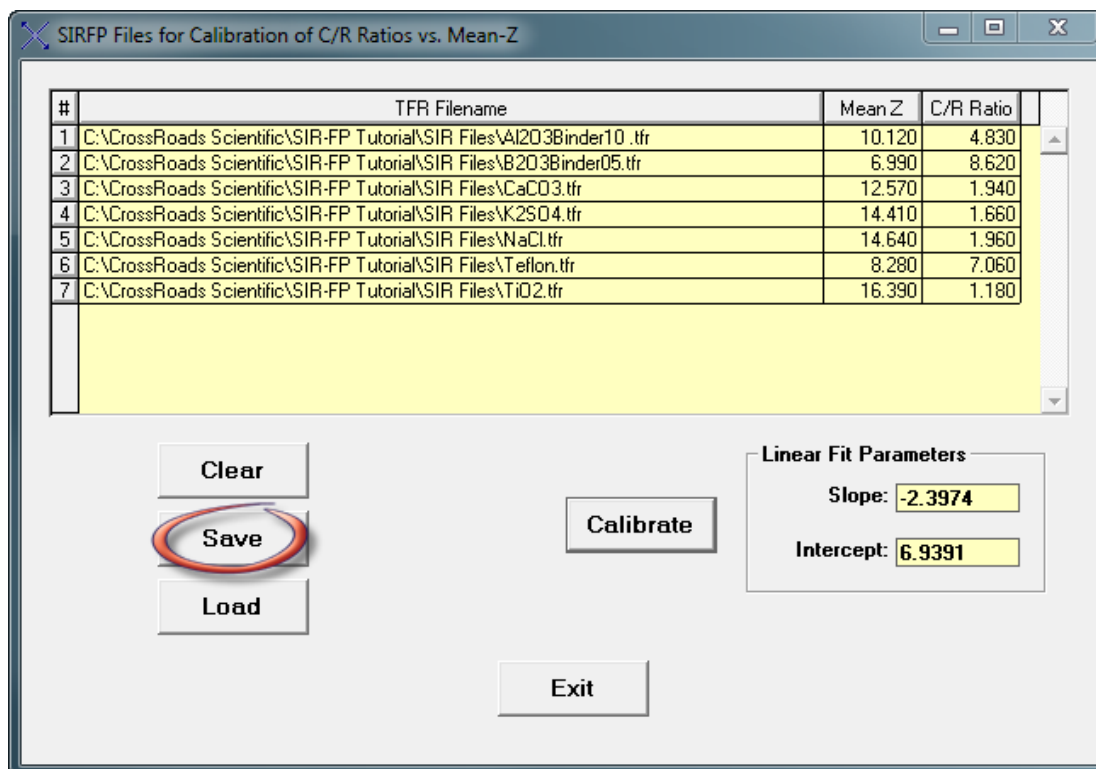 SIRFP Files for Calibration of C/R Ratios vs. Mean-Z
# TFR Filename Mean Z C/R Ratio
1 C:\CrossRoads Scientific\SIR-FP Tutorial\SIR Files\Al2O3Binder10 .tfr 10.120 4.830
2 C:\CrossRoads Scientific\SIR-FP Tutorial\SIR Files\B2O3Binder05.tfr 6.990 8.620
3 C:\CrossRoads Scientific\SIR-FP Tutorial\SIR Files\CaCO3.tfr 12.570 1.940
4 C:\CrossRoads Scientific\SIR-FP Tutorial\SIR Files\K2SO4.tfr 14.410 1.660
5 C:\CrossRoads Scientific\SIR-FP Tutorial\SIR Files\NaCl.tfr 14.640 1.960
6 C:\CrossRoads Scientific\SIR-FP Tutorial\SIR Files\Teflon.tfr 8.280 7.060
7 C:\CrossRoads Scientific\SIR-FP Tutorial\SIR Files\TiO2.tfr 16.390 1.180
Clear
Save
Load
Calibrate
Linear Fit Parameters
Slope: -2.3974
Intercept: 6.9391
Exit